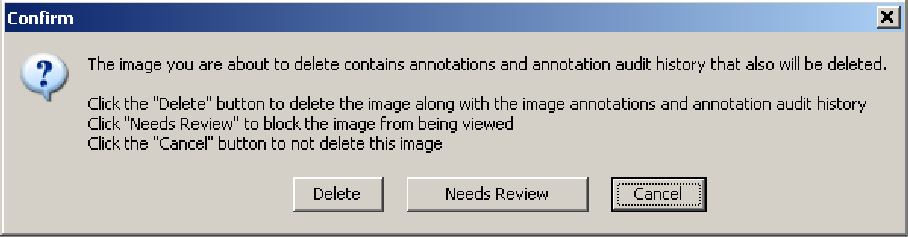 Confirm
The image you are about to delete contains annotations and annotation audit history that also will be deleted.
Click the "Delete" button to delete the image along with the image annotations and annotation audit history
Click "Needs Review" to block the image from being viewed
Click the "Cancel" button to not delete this image
Delete Needs Review Cancel